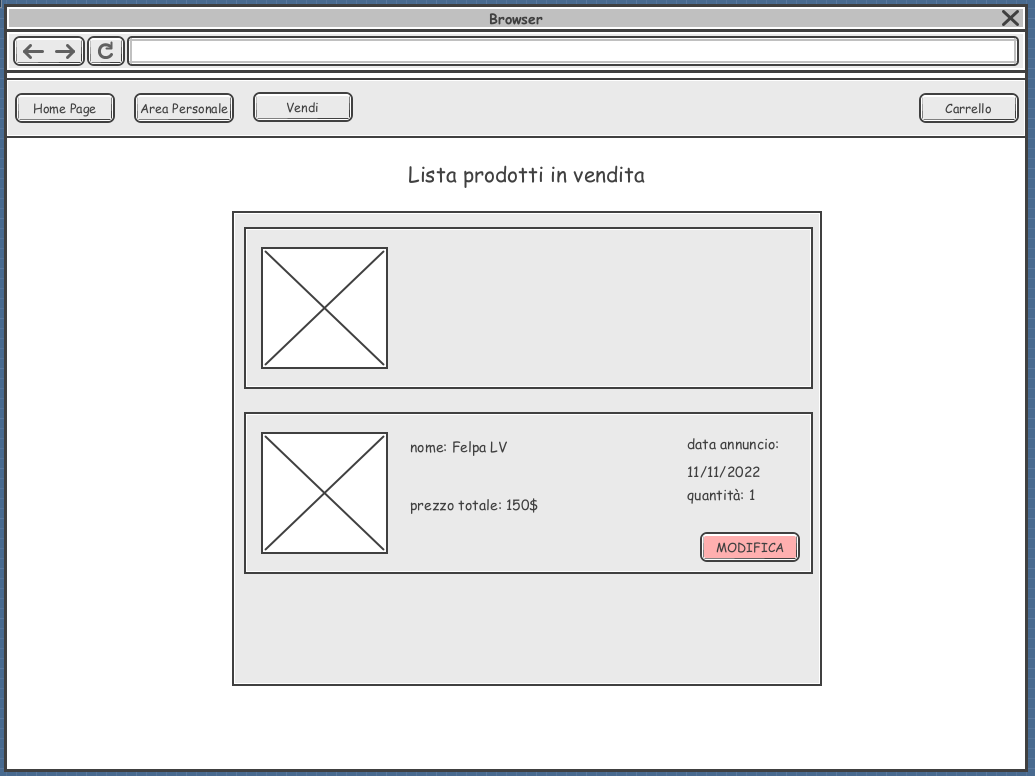 Browser
Home Page
Area Personale
Vendi
Carrello
Lista prodotti in vendita
nome: Felpa LV
data annuncio:
11/11/2022
quantità: 1
prezzo totale: 150$
MODIFICA